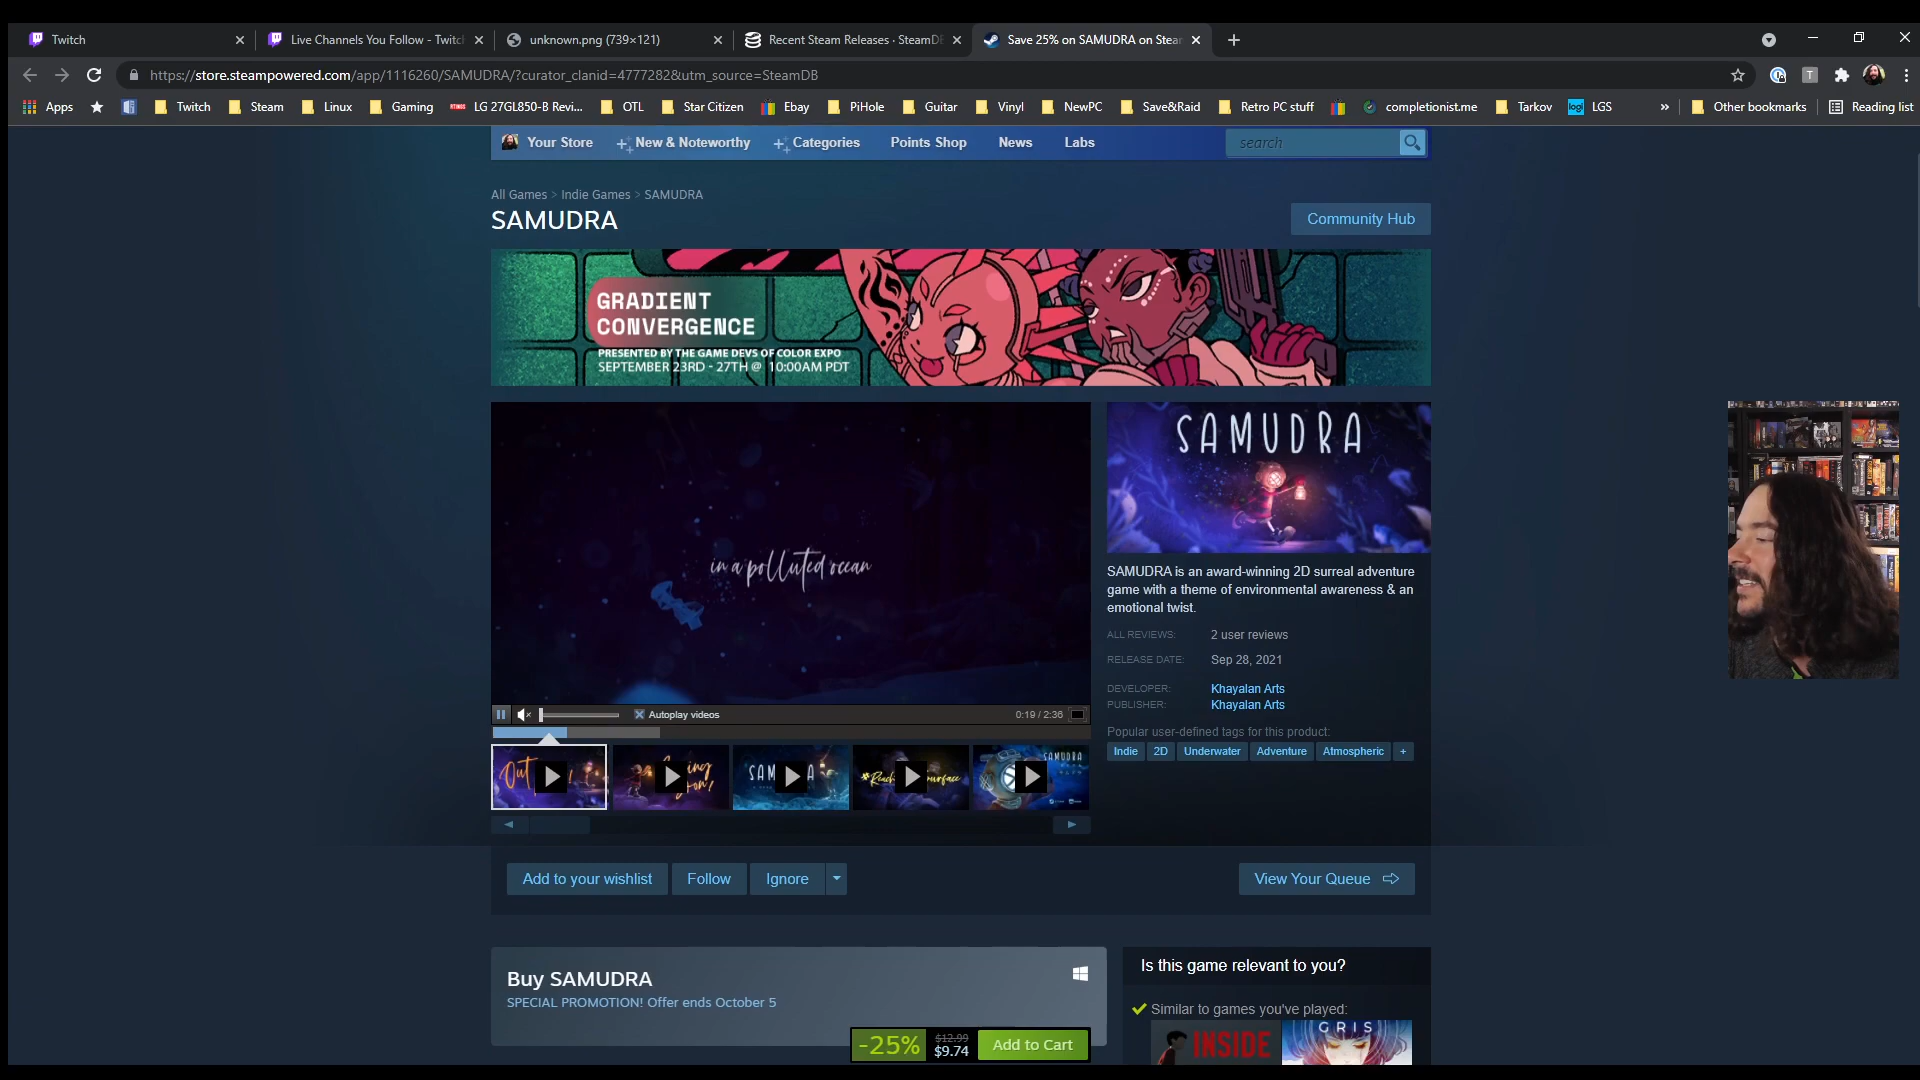 Twitch
Live Channels You Follow - Twitc
unknown.png (739×121)
Recent Steam Releases · SteamDB
Save 25% on SAMUDRA on Stea
https://store.steampowered.com/app/1116260/SAMUDRA/?curator_clanid=4777282&utm_source=SteamDB
Apps
Twitch
Steam
Linux
Gaming
LG 27GL850-B Revi...
OTL
Star Citizen
Ebay
PiHole
Guitar
Vinyl
NewPC
Save&Raid
Retro PC stuff
completionist.me
Tarkov
LGS
»
Other bookmarks
Reading list
Your Store
New & Noteworthy
Categories
Points Shop
News
Labs
search
All Games > Indie Games > SAMUDRA
SAMUDRA
Community Hub
GRADIENT
CONVERGENCE
PRESENTED BY THE GAME DEVS OF COLOR EXPO
SEPTEMBER 23RD - 27TH @ 10:00AM PDT
in a polluted ocean
SAMUDRA
SAMUDRA is an award-winning 2D surreal adventure
game with a theme of environmental awareness & an
emotional twist.
ALL REVIEWS: 2 user reviews
RELEASE DATE: Sep 28, 2021
DEVELOPER: Khayalan Arts
PUBLISHER: Khayalan Arts
Popular user-defined tags for this product:
Indie 2D Underwater Adventure Atmospheric +
Autoplay videos
0:19 / 2:36
SAMUDRA
Add to your wishlist
Follow
Ignore
View Your Queue
Buy SAMUDRA
SPECIAL PROMOTION! Offer ends October 5
-25%
$12.99
$9.74
Add to Cart
Is this game relevant to you?
Similar to games you've played:
INSIDE
GRIS